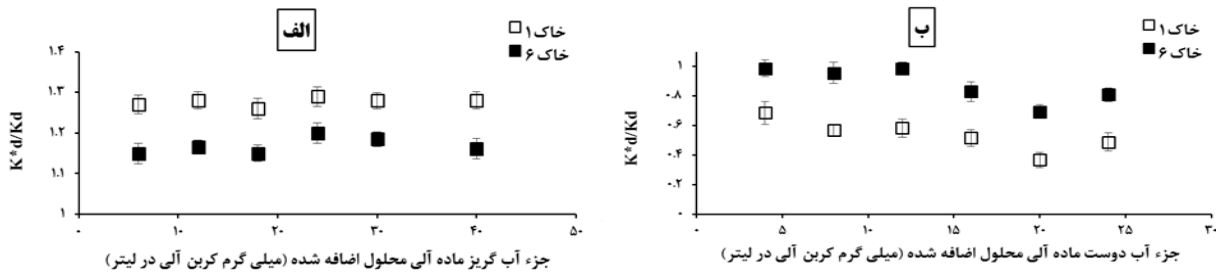 الف
خاک ۱
خاک ۶
K*d/Kd
۱.۴
۱.۳
۱.۲
۱.۱
۱
۰ ۱۰ ۲۰ ۳۰ ۴۰ ۵۰
جزء آب گریز ماده آلی محلول اضافه شده (میلی گرم کربن آلی در لیتر)
ب
خاک ۱
خاک ۶
K*d/Kd
۱
۰.۸
۰.۶
۰.۴
۰.۲
۰
۰ ۵ ۱۰ ۱۵ ۲۰ ۲۵ ۳۰
جزء آب دوست ماده آلی محلول اضافه شده (میلی گرم کربن آلی در لیتر)